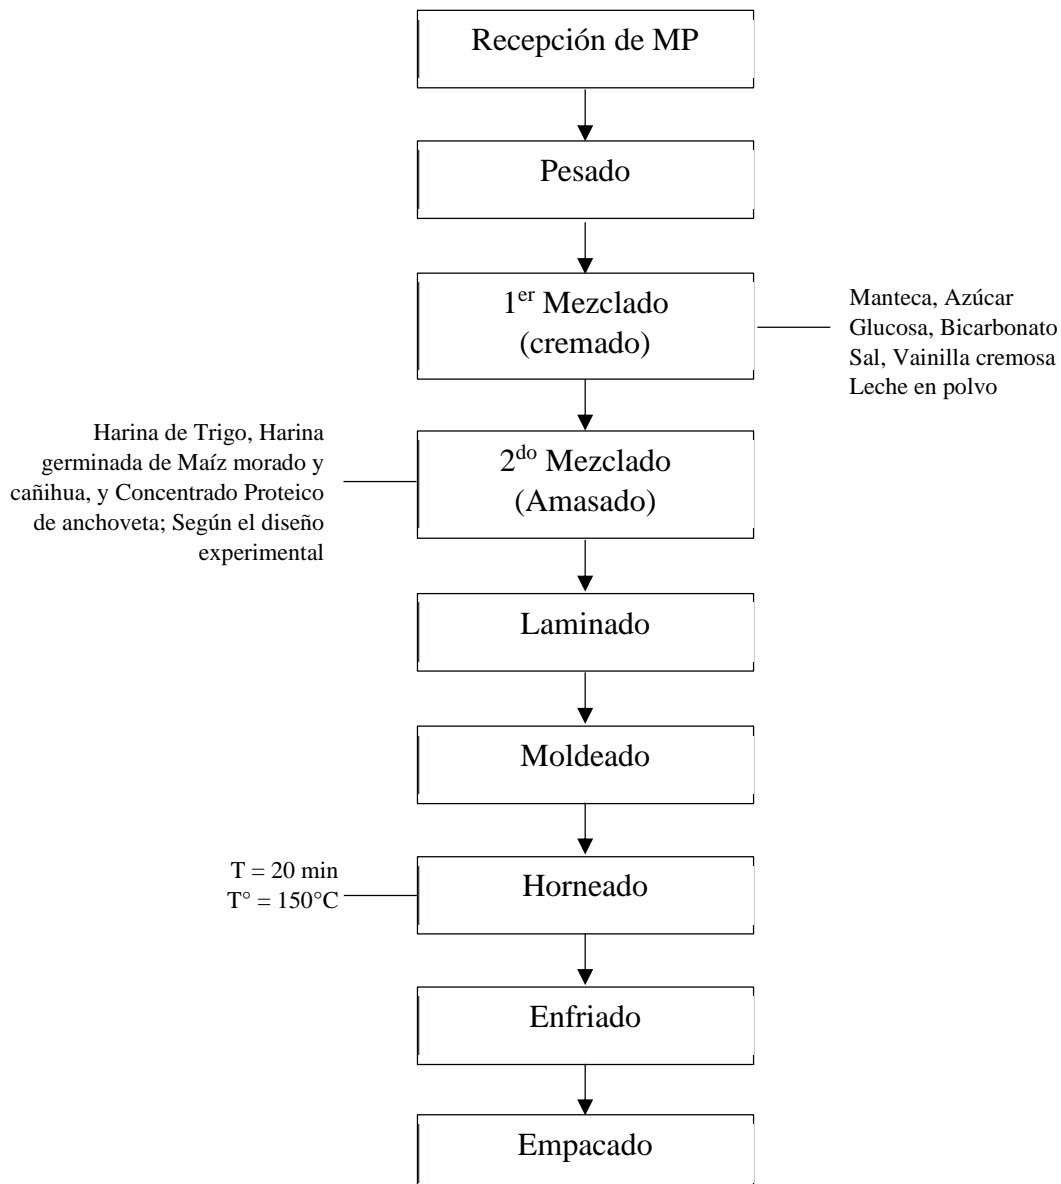 Recepción de MP
Pesado
1er Mezclado
(cremado)
Manteca, Azúcar
Glucosa, Bicarbonato
Sal, Vainilla cremosa
Leche en polvo
Harina de Trigo, Harina
germinada de Maíz morado y
cañihua, y Concentrado Proteico
de anchoveta; Según el diseño
experimental
2do Mezclado
(Amasado)
Laminado
Moldeado
T = 20 min
T° = 150°C
Horneado
Enfriado
Empacado